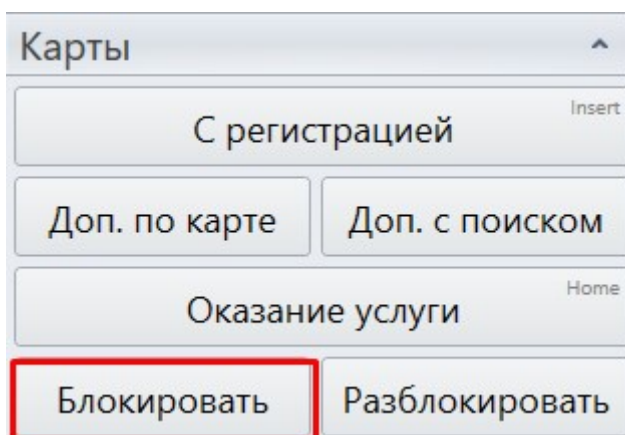 Карты
С регистрацией Insert
Доп. по карте Доп. с поиском
Оказание услуги Home
Блокировать Разблокировать